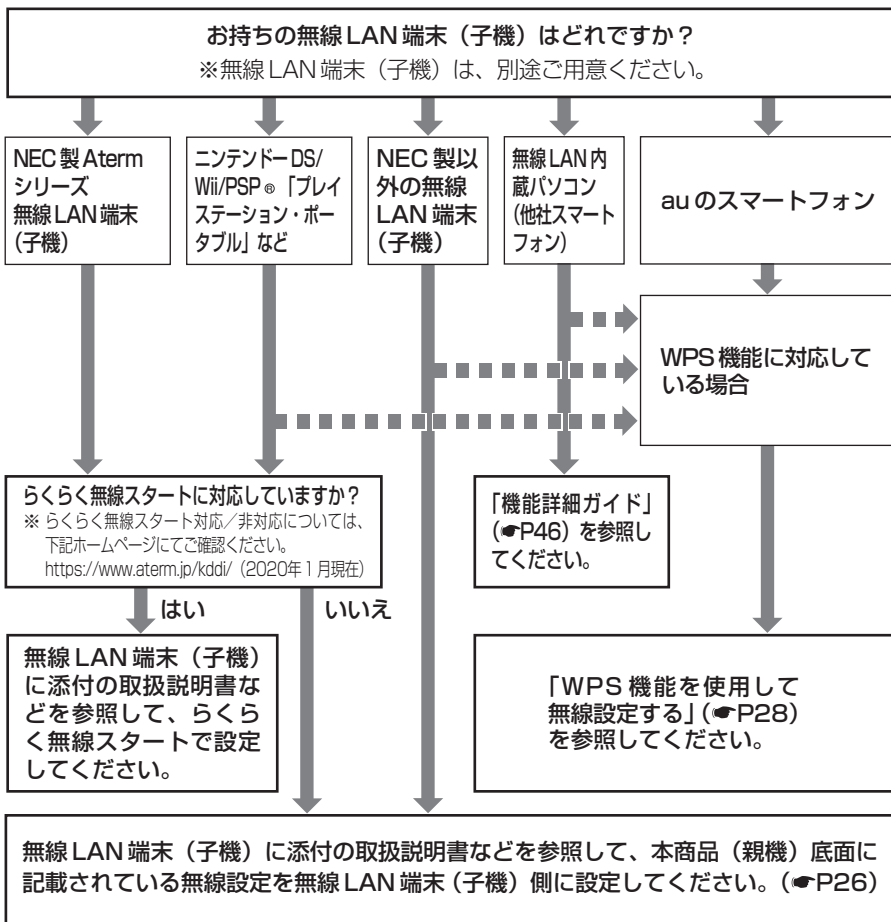 お持ちの無線LAN端末（子機）はどれですか？
※無線LAN端末（子機）は、別途ご用意ください。
NEC製Aterm
シリーズ
無線LAN端末
（子機）
ニンテンドーDS/
Wii/PSP®「プレイ
ステーション・ポー
タブル」など
NEC製以
外の無線
LAN端末
（子機）
無線LAN内
蔵パソコン
（他社スマート
フォン）
auのスマートフォン
WPS機能に対応して
いる場合
らくらく無線スタートに対応していますか？
※ らくらく無線スタート対応／非対応については、
下記ホームページにてご確認ください。
https://www.aterm.jp/kddi/（2020年1月現在）
「機能詳細ガイド」
（☛P46）を参照し
てください。
はい
いいえ
無線LAN端末（子機）
に添付の取扱説明書な
どを参照して、らくら
く無線スタートで設定
してください。
「WPS機能を使用して
無線設定する」（☛P28）
を参照してください。
無線LAN端末（子機）に添付の取扱説明書などを参照して、本商品（親機）底面に
記載されている無線設定を無線LAN端末（子機）側に設定してください。（☛P26）